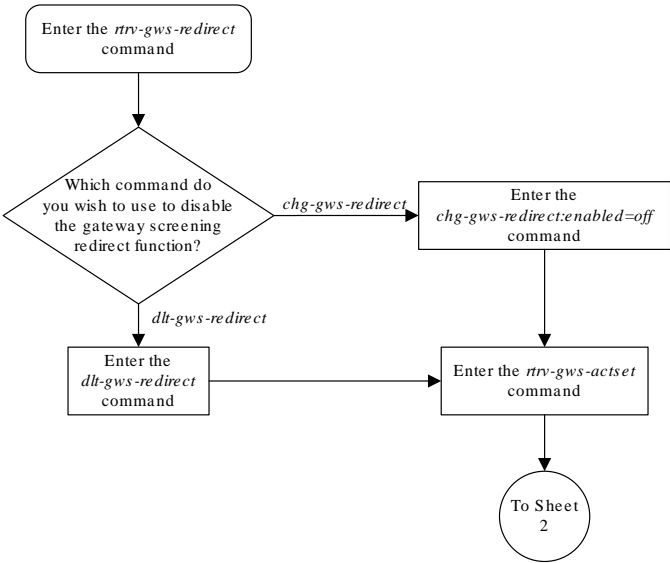 Enter the rtrv-gws-redirect
command
Which command do
you wish to use to disable
the gateway screening
redirect function?
chg-gws-redirect
Enter the
chg-gws-redirect:enabled=off
command
dlt-gws-redirect
Enter the
dlt-gws-redirect
command
Enter the rtrv-gws-actset
command
To Sheet
2